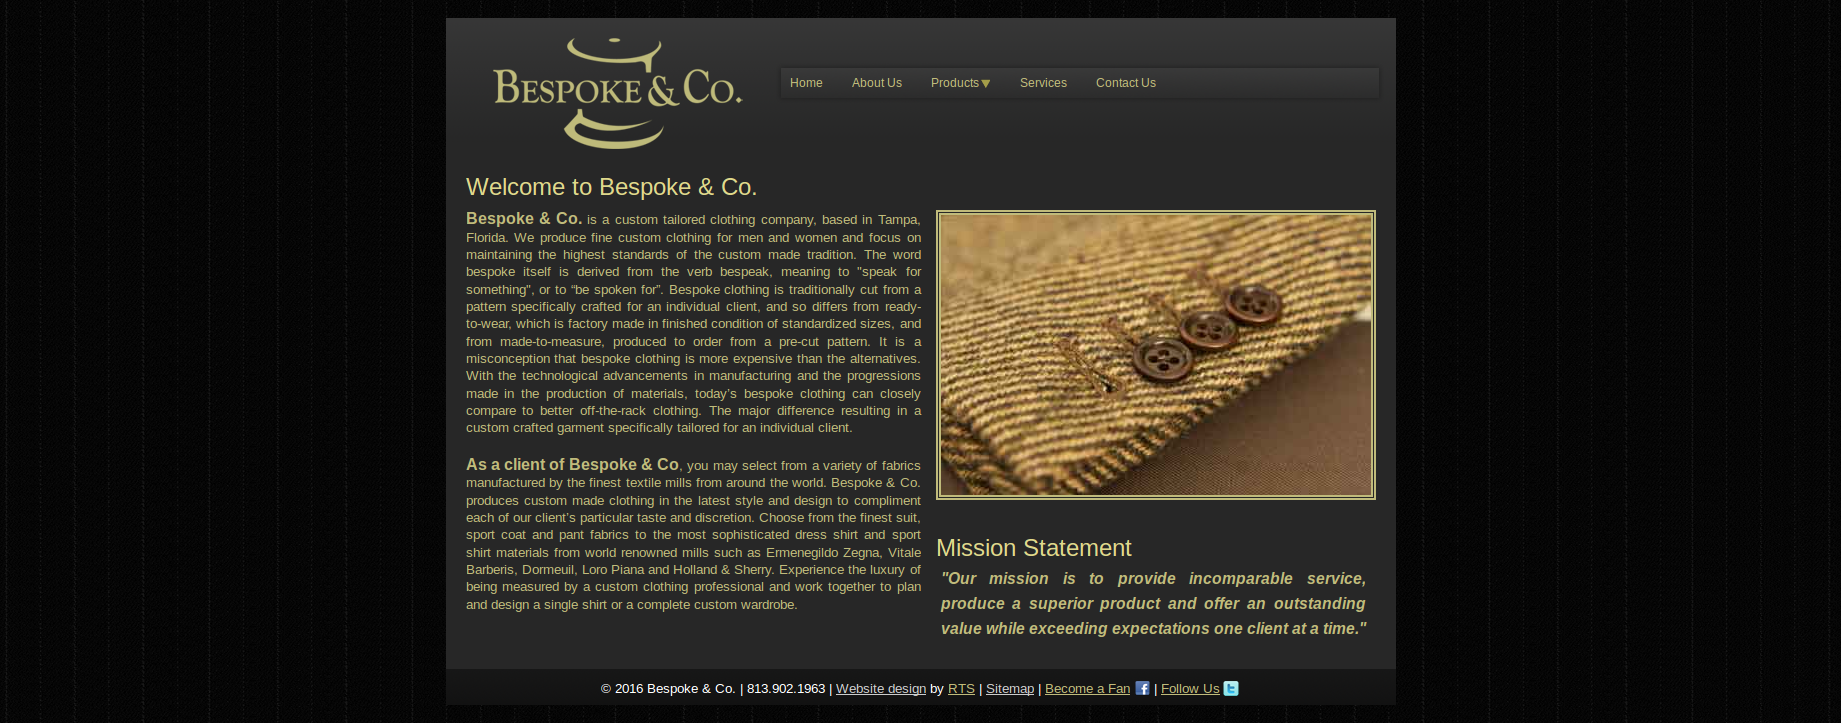 BESPOKE & CO.
Home About Us Products Services Contact Us
Welcome to Bespoke & Co.
Bespoke & Co. is a custom tailored clothing company, based in Tampa,
Florida. We produce fine custom clothing for men and women and focus on
maintaining the highest standards of the custom made tradition. The word
bespoke itself is derived from the verb bespeak, meaning to "speak for
something", or to “be spoken for”. Bespoke clothing is traditionally cut from a
pattern specifically crafted for an individual client, and so differs from ready-
to-wear, which is factory made in finished condition of standardized sizes, and
from made-to-measure, produced to order from a pre-cut pattern. It is a
misconception that bespoke clothing is more expensive than the alternatives.
With the technological advancements in manufacturing and the progressions
made in the production of materials, today’s bespoke clothing can closely
compare to better off-the-rack clothing. The major difference resulting in a
custom crafted garment specifically tailored for an individual client.
As a client of Bespoke & Co, you may select from a variety of fabrics
manufactured by the finest textile mills from around the world. Bespoke & Co.
produces custom made clothing in the latest style and design to compliment
each of our client’s particular taste and discretion. Choose from the finest suit,
sport coat and pant fabrics to the most sophisticated dress shirt and sport
shirt materials from world renowned mills such as Ermenegildo Zegna, Vitale
Barberis, Dormeuil, Loro Piana and Holland & Sherry. Experience the luxury of
being measured by a custom clothing professional and work together to plan
and design a single shirt or a complete custom wardrobe.
Mission Statement
"Our mission is to provide incomparable service,
produce a superior product and offer an outstanding
value while exceeding expectations one client at a time."
© 2016 Bespoke & Co. | 813.902.1963 | Website design by RTS | Sitemap | Become a Fan | Follow Us